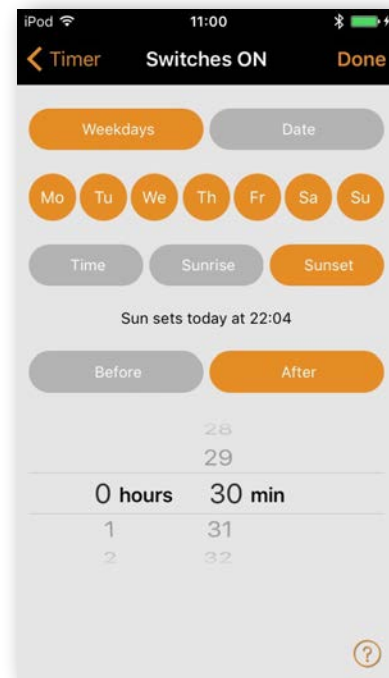 iPod 11:00
Timer Switches ON Done
Weekdays Date
Mo Tu We Th Fr Sa Su
Time Sunrise Sunset
Sun sets today at 22:04
Before After
28
29
0 hours 30 min
1 31
2 32
?